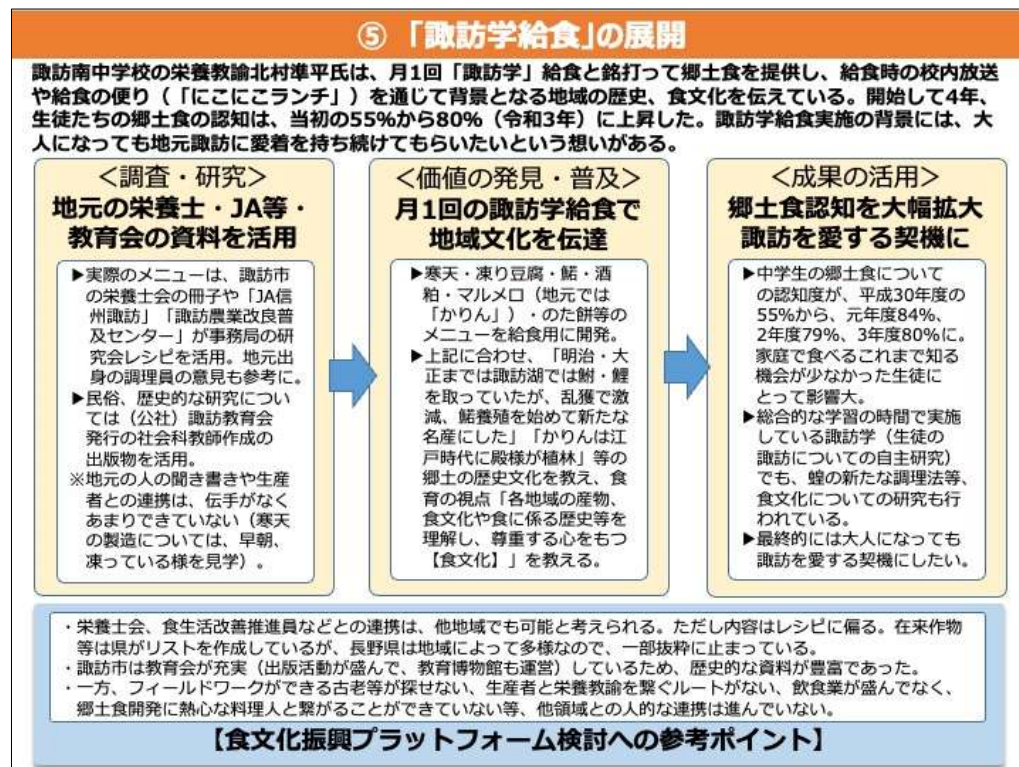 ⑤ 「諏訪学給食」の展開
諏訪南中学校の栄養教諭北村準平氏は、月1回「諏訪学」給食と銘打って郷土食を提供し、給食時の校内放送
や給食の便り（「にこにこランチ」）を通じて背景となる地域の歴史、食文化を伝えている。開始して4年、
生徒たちの郷土食の認知は、当初の55%から80%（令和3年）に上昇した。諏訪学給食実施の背景には、大
人になっても地元諏訪に愛着を持ち続けてもらいたいという想いがある。
＜調査・研究＞
地元の栄養士・JA等・
教育会の資料を活用
▶実際のメニューは、諏訪市
の栄養士会の冊子や「JA信
州諏訪」「諏訪農業改良普
及センター」が事務局の研
究会レシピを活用。地元出
身の調理員の意見も参考に。
▶民俗、歴史的な研究につい
ては（公社）諏訪教育会
発行の社会科教師作成の
出版物を活用。
※地元の人の聞き書きや生産
者との連携は、伝手がなく
あまりできていない（寒天
の製造については、早朝、
凍っている様を見学）。
＜価値の発見・普及＞
月1回の諏訪学給食で
地域文化を伝達
▶寒天・凍り豆腐・鯱・酒
粕・マルメロ（地元では
「かりん」）・のた餅等の
メニューを給食用に開発。
▶上記に合わせ、「明治・大
正までは諏訪湖では鮒・鯉
を取っていたが、乱獲で激
減、鯱養殖を始めて新たな
名産にした」「かりんは江
戸時代に殿様が植林」等の
郷土の歴史文化を教え、食
育の視点「各地域の産物、
食文化や食に係る歴史等を
理解し、尊重する心をもつ
【食文化】」を教える。
＜成果の活用＞
郷土食認知を大幅拡大
諏訪を愛する契機に
▶中学生の郷土食について
の認知度が、平成30年度の
55%から、元年度84%、
2年度79%、3年度80%に。
家庭で食べるこれまで知る
機会が少なかった生徒に
とって影響大。
▶総合的な学習の時間で実施
している諏訪学（生徒の
諏訪についての自主研究）
でも、蝗の新たな調理法等、
食文化についての研究も行
われている。
▶最終的には大人になっても
諏訪を愛する契機にしたい。
・栄養士会、食生活改善推進員などとの連携は、他地域でも可能と考えられる。ただし内容はレシピに偏る。在来作物
等は県がリストを作成しているが、長野県は地域によって多様なので、一部抜粋に止まっている。
・諏訪市は教育会が充実（出版活動が盛んで、教育博物館も運営）しているため、歴史的な資料が豊富であった。
・一方、フィールドワークができる古老等が探せない、生産者と栄養教諭を繋ぐルートがない、飲食業が盛んでなく、
郷土食開発に熱心な料理人と繋がることができていない等、他領域との人的な連携は進んでいない。
【食文化振興プラットフォーム検討への参考ポイント】